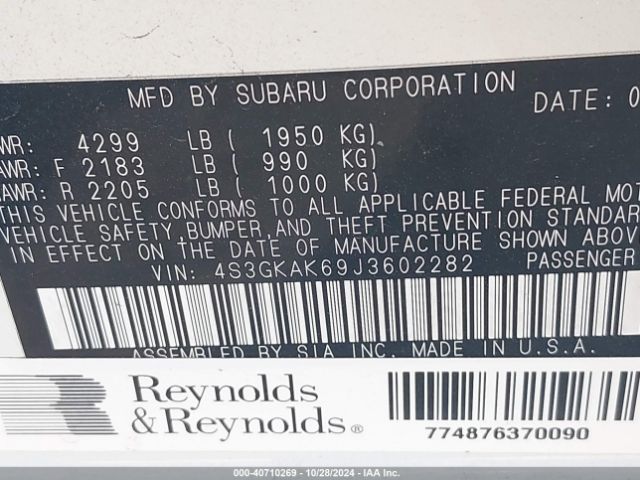 MFD BY SUBARU CORPORATION
DATE: 0
WR: 4299 LB ( 1950 KG)
AWR: F 2183 LB ( 990 KG)
AWR: R 2205 LB ( 1000 KG)
THIS VEHICLE CONFORMS TO ALL APPLICABLE FEDERAL MOT
VEHICLE SAFETY, BUMPER, AND THEFT PREVENTION STANDAR
IN EFFECT ON THE DATE OF MANUFACTURE SHOWN ABOV
VIN: 4S3GKAK69J3602282 PASSENGER
ASSEMBLED BY SIA INC. MADE IN U.S.A.
Reynolds
& Reynolds
774876370090
000-40710269 - 10/28/2024 - IAA Inc.